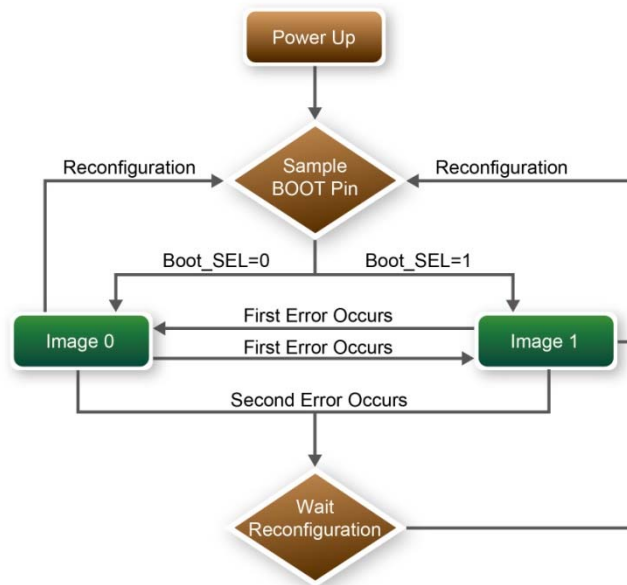 Power Up
Reconfiguration
Sample
BOOT Pin
Reconfiguration
Boot_SEL=0
Boot_SEL=1
First Error Occurs
Image 0
First Error Occurs
Image 1
Second Error Occurs
Wait
Reconfiguration